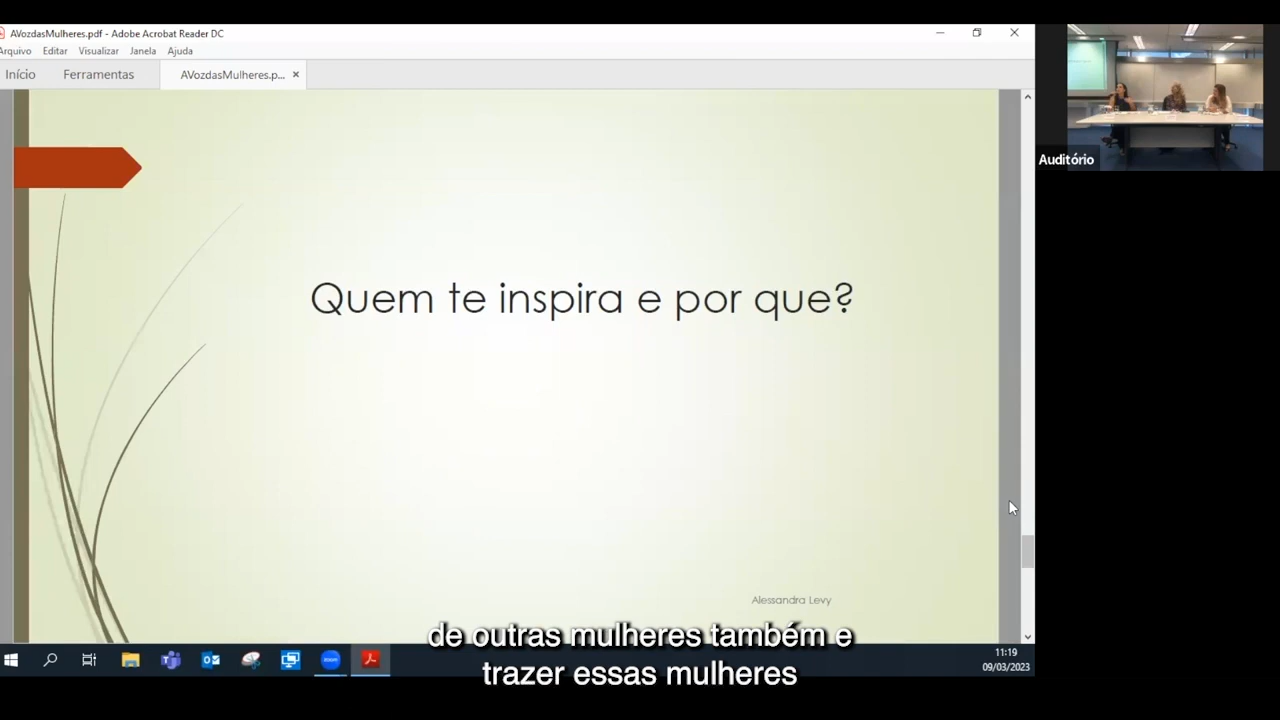 AVozdasMulheres.pdf - Adobe Acrobat Reader DC
Arquivo Editar Visualizar Janela Ajuda
Início Ferramentas AVozdasMulheres.p... ×
Auditório
Quem te inspira e por que?
Alessandra Levy
de outras mulheres também e
trazer essas mulheres
11:19
09/03/2023